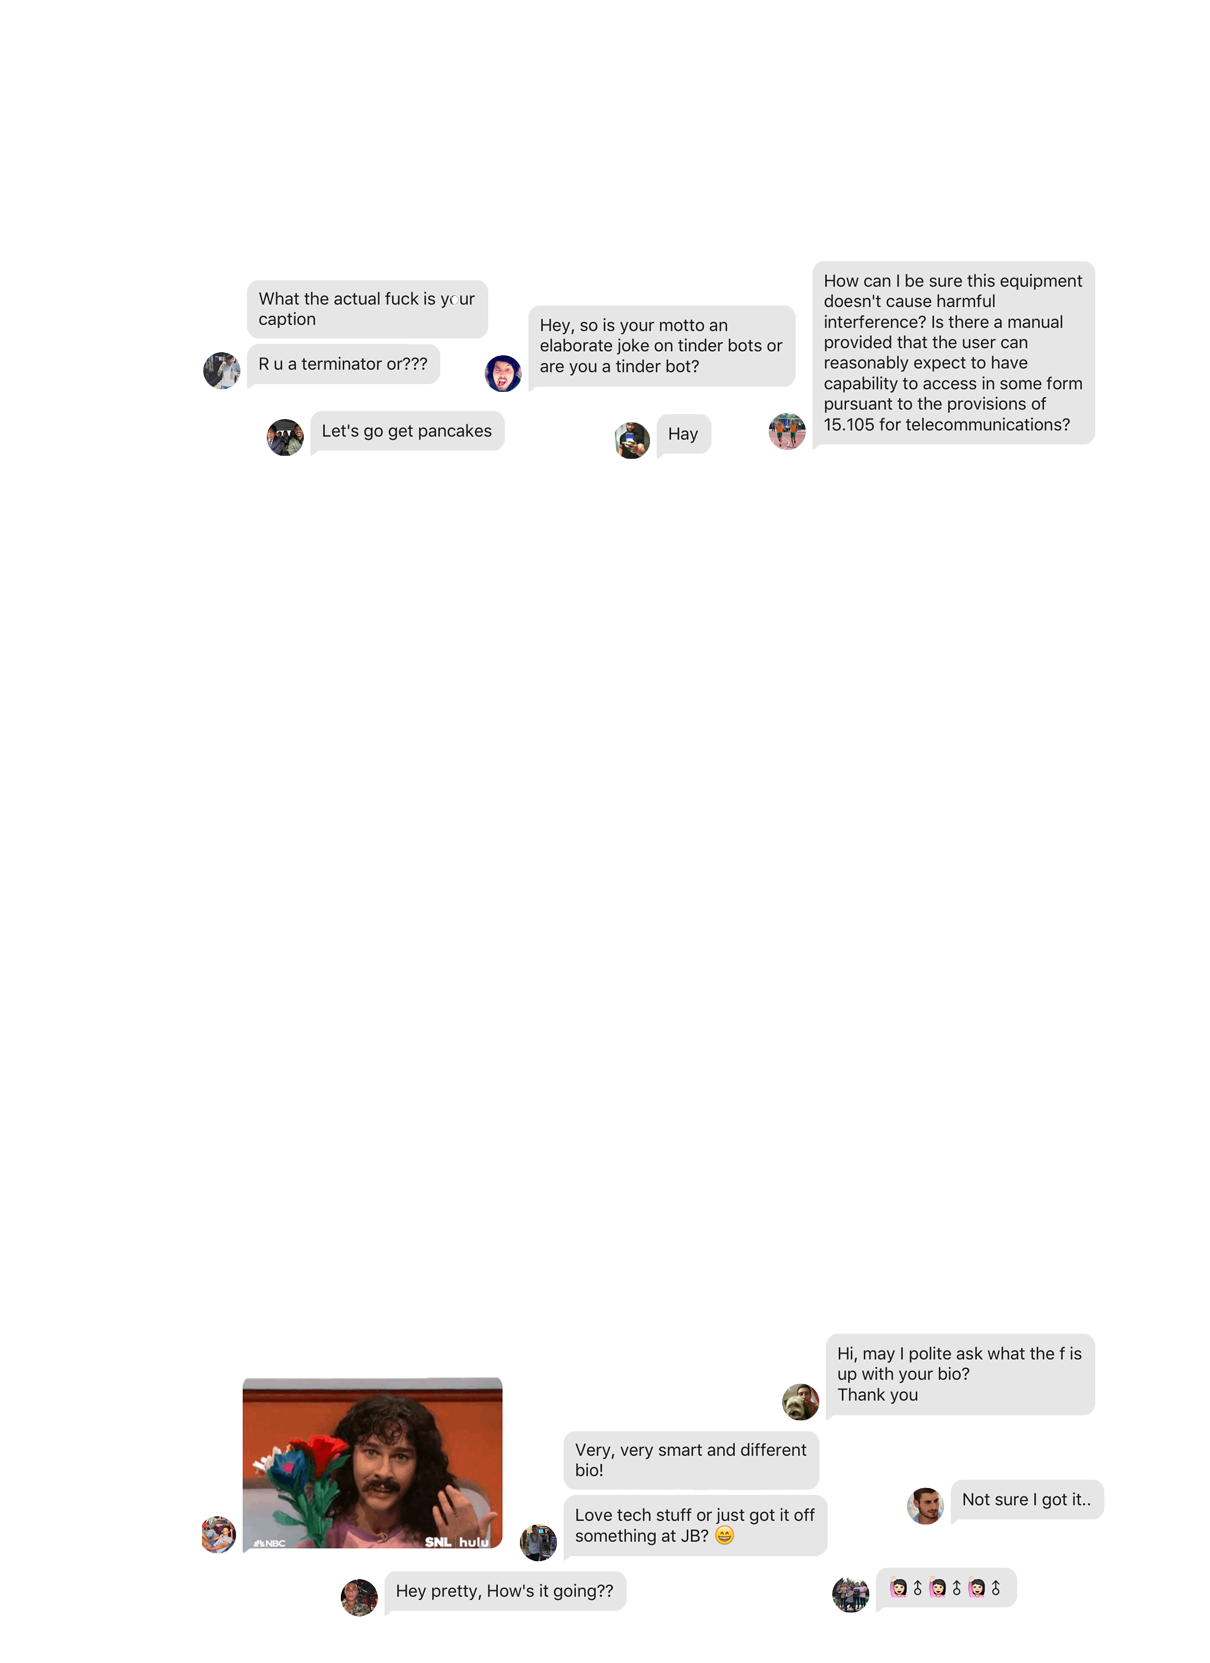 What the actual fuck is your
caption
R u a terminator or???
Hey, so is your motto an
elaborate joke on tinder bots or
are you a tinder bot?
How can I be sure this equipment
doesn't cause harmful
interference? Is there a manual
provided that the user can
reasonably expect to have
capability to access in some form
pursuant to the provisions of
15.105 for telecommunications?
Let's go get pancakes
Hay
Hi, may I polite ask what the f is
up with your bio?
Thank you
NBC
SNL hulu
Very, very smart and different
bio!
Love tech stuff or just got it off
something at JB? 😄
Not sure I got it..
Hey pretty, How's it going??
🙋🏻♂🙋🏻♂🙋🏻♂